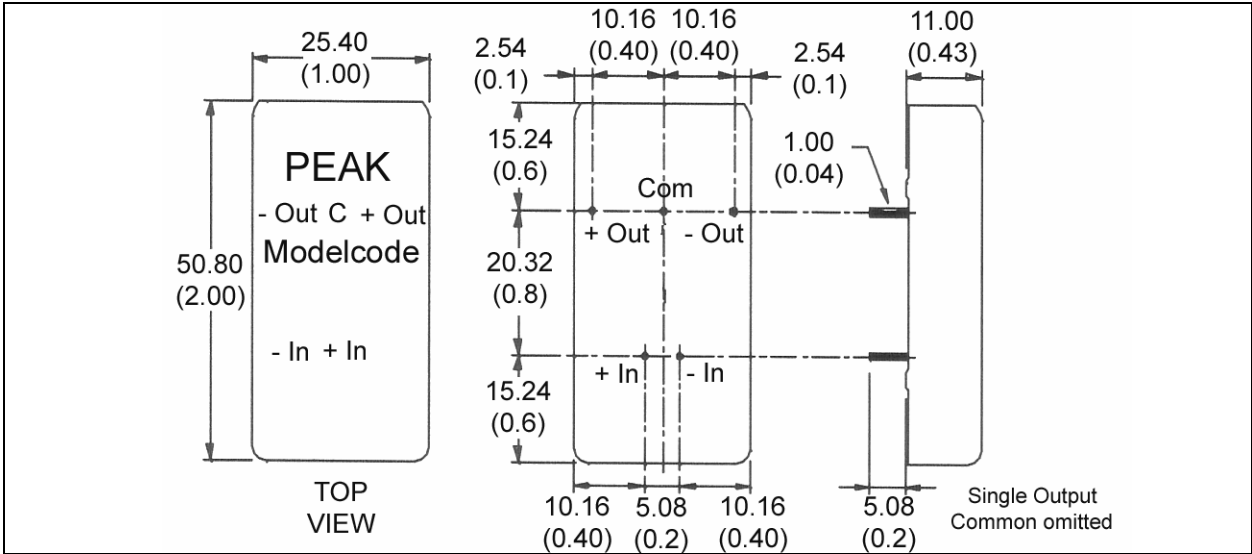 25.40
(1.00)
50.80
(2.00)
PEAK
- Out C + Out
Modelcode
- In + In
TOP
VIEW
10.16 10.16
(0.40) (0.40)
2.54
(0.1)
2.54
(0.1)
15.24
(0.6)
Com
+ Out - Out
20.32
(0.8)
+ In - In
15.24
(0.6)
10.16 5.08 10.16
(0.40) (0.2) (0.40)
11.00
(0.43)
1.00
(0.04)
5.08
(0.2)
Single Output
Common omitted